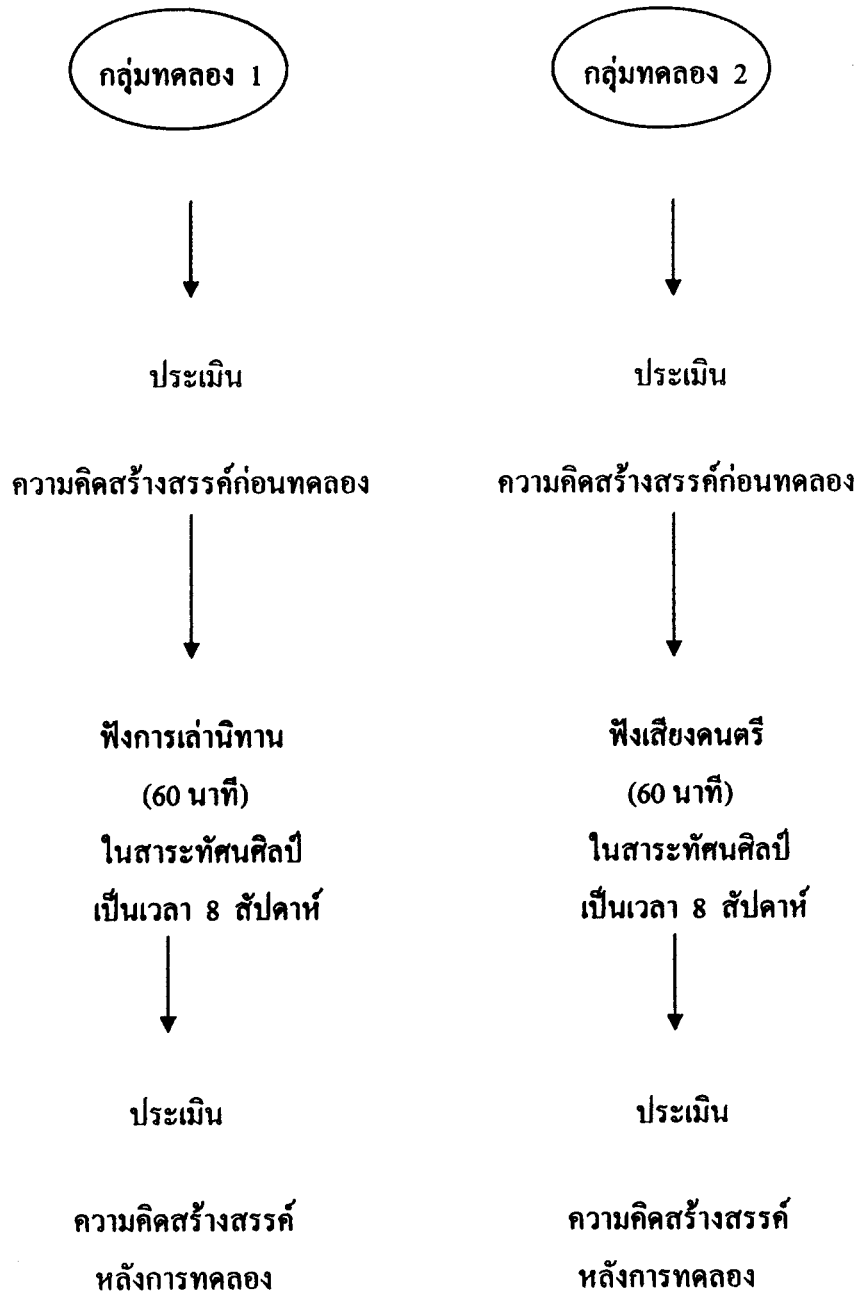 กลุ่มทดลอง 1
ประเมิน
ความคิดสร้างสรรค์ก่อนทดลอง
ฟังการเล่านิทาน
(60 นาที)
ในสาระทัศนศิลป์
เป็นเวลา 8 สัปดาห์
ประเมิน
ความคิดสร้างสรรค์
หลังการทดลอง
กลุ่มทดลอง 2
ประเมิน
ความคิดสร้างสรรค์ก่อนทดลอง
ฟังเสียงดนตรี
(60 นาที)
ในสาระทัศนศิลป์
เป็นเวลา 8 สัปดาห์
ประเมิน
ความคิดสร้างสรรค์
หลังการทดลอง